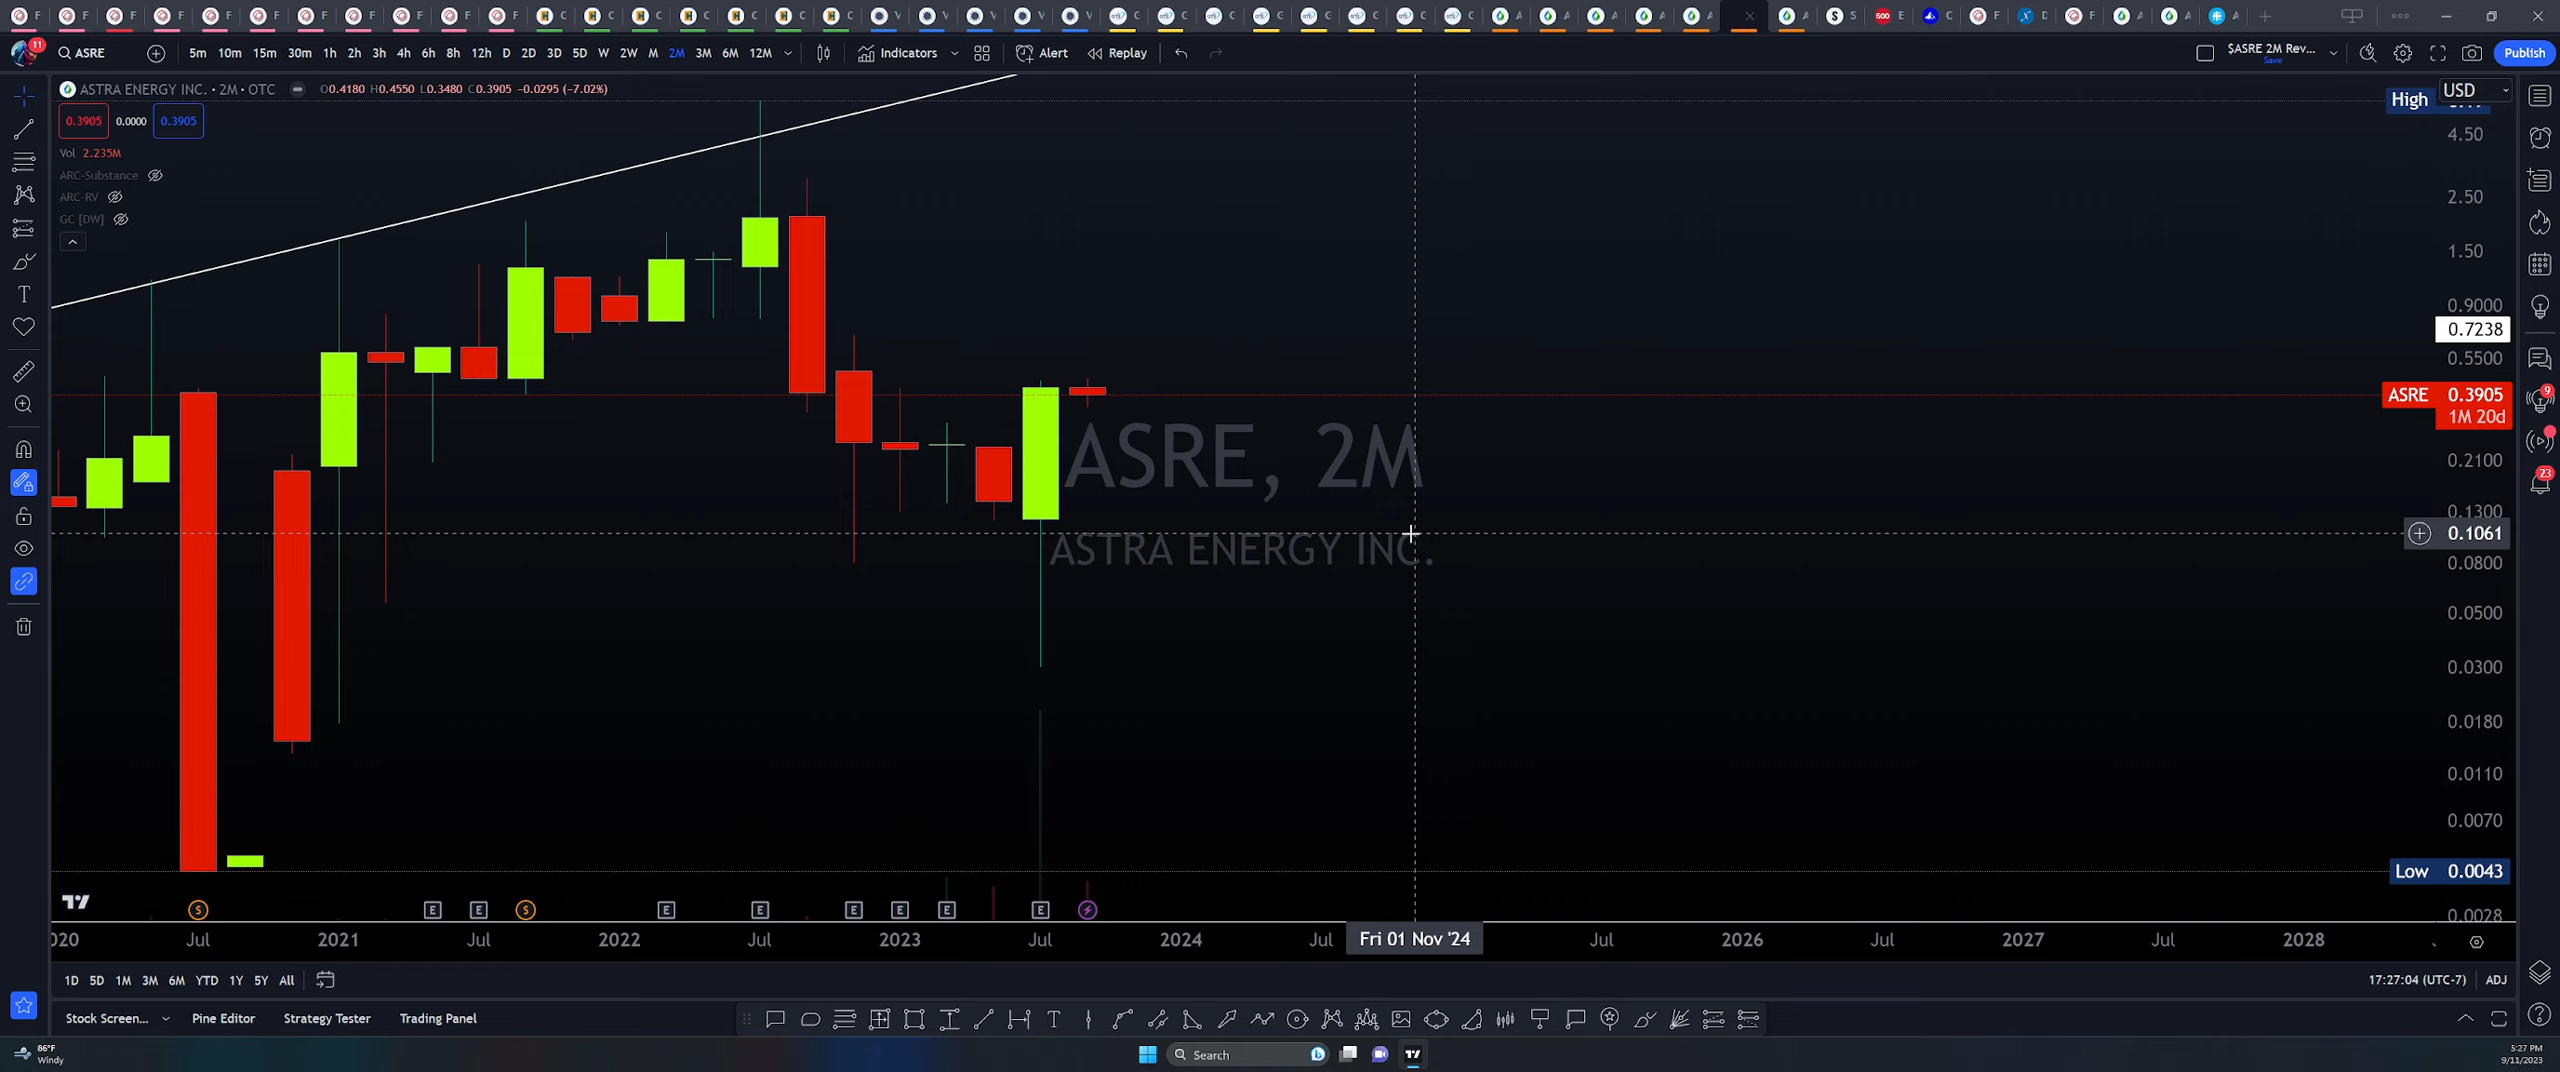 11
ASRE
5m 10m 15m 30m 1h 2h 3h 4h 6h 8h 12h D 2D 3D 5D W 2W M 2M 3M 6M 12M
Indicators
Alert
Replay
$ASRE 2M Rev...
Save
Publish
ASTRA ENERGY INC. · 2M · OTC
O0.4180 H0.4550 L0.3480 C0.3905 −0.0295 (−7.02%)
0.3905 0.0000 0.3905
Vol 2.235M
ARC-Substance
ARC-RV
GC [DW]
USD
High
4.50
2.50
1.50
0.9000
0.7238
0.5500
ASRE 0.3905
1M 20d
0.2100
0.1300
0.1061
0.0800
0.0500
0.0300
0.0180
0.0110
0.0070
Low 0.0043
0.0028
ASRE, 2M
ASTRA ENERGY INC.
9
23
S E E S E E E E E E
020 Jul 2021 Jul 2022 Jul 2023 Jul 2024 Jul Fri 01 Nov '24 Jul 2026 Jul 2027 Jul 2028
1D 5D 1M 3M 6M YTD 1Y 5Y All
17:27:04 (UTC-7) ADJ
Stock Screen... Pine Editor Strategy Tester Trading Panel
86°F
Windy
Search
5:27 PM
9/11/2023